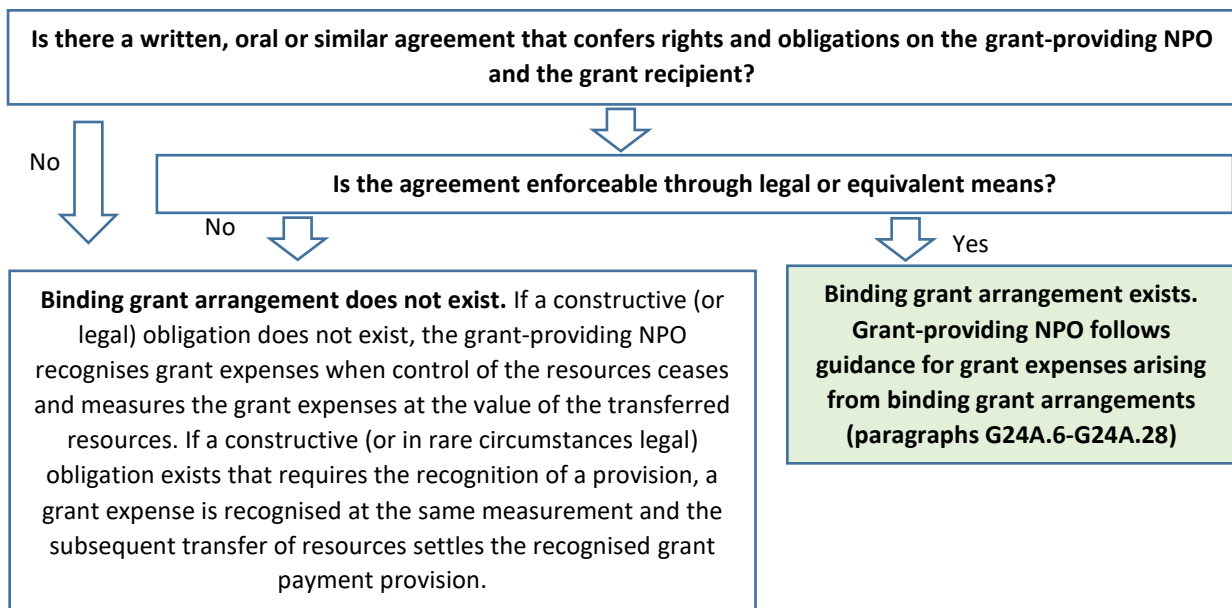 Is there a written, oral or similar agreement that confers rights and obligations on the grant-providing NPO
and the grant recipient?
No
Is the agreement enforceable through legal or equivalent means?
No
Yes
Binding grant arrangement does not exist. If a constructive (or
legal) obligation does not exist, the grant-providing NPO
recognises grant expenses when control of the resources ceases
and measures the grant expenses at the value of the transferred
resources. If a constructive (or in rare circumstances legal)
obligation exists that requires the recognition of a provision, a
grant expense is recognised at the same measurement and the
subsequent transfer of resources settles the recognised grant
payment provision.
Binding grant arrangement exists.
Grant-providing NPO follows
guidance for grant expenses arising
from binding grant arrangements
(paragraphs G24A.6-G24A.28)